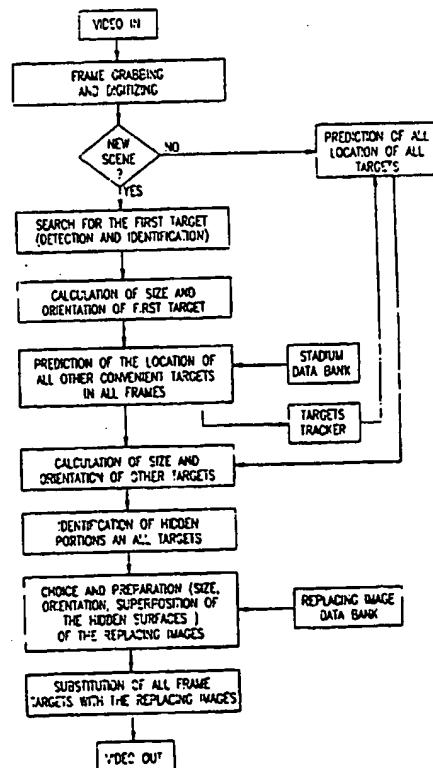 VIDEO IN
FRAME GRABBING
AND DIGITIZING
NEW
SCENE
?
NO
YES
PREDICTION OF ALL
LOCATION OF ALL
TARGETS
SEARCH FOR THE FIRST TARGET
(DETECTION AND IDENTIFICATION)
CALCULATION OF SIZE AND
ORIENTATION OF FIRST TARGET
PREDICTION OF THE LOCATION OF
ALL OTHER CONVENIENT TARGETS
IN ALL FRAMES
STADIUM
DATA BANK
TARGETS
TRACKER
CALCULATION OF SIZE AND
ORIENTATION OF OTHER TARGETS
IDENTIFICATION OF HIDDEN
PORTIONS AN ALL TARGETS
CHOICE AND PREPARATION (SIZE,
ORIENTATION, SUPERPOSITION OF
THE HIDDEN SURFACES )
OF THE REPLACING IMAGES
REPLACING IMAGE
DATA BANK
SUBSTITUTION OF ALL FRAME
TARGETS WITH THE REPLACING IMAGES
VIDEO OUT